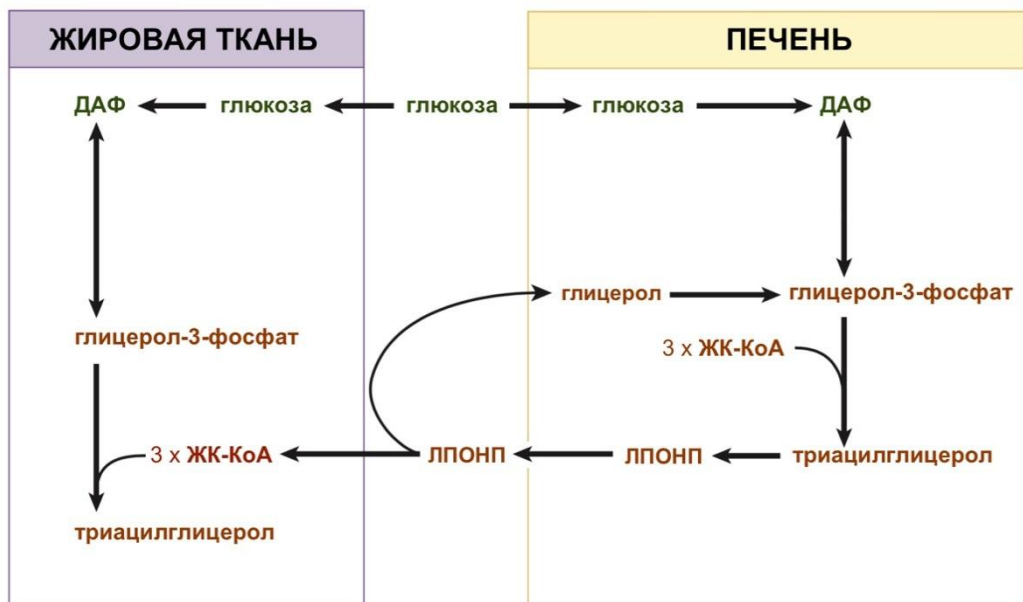 ЖИРОВАЯ ТКАНЬ
ПЕЧЕНЬ
ДАФ глюкоза глюкоза глюкоза ДАФ
глицерол глицерол-3-фосфат
глицерол-3-фосфат
3 x ЖК-КоА
3 x ЖК-КоА ЛПОНП ЛПОНП триацилглицерол
триацилглицерол